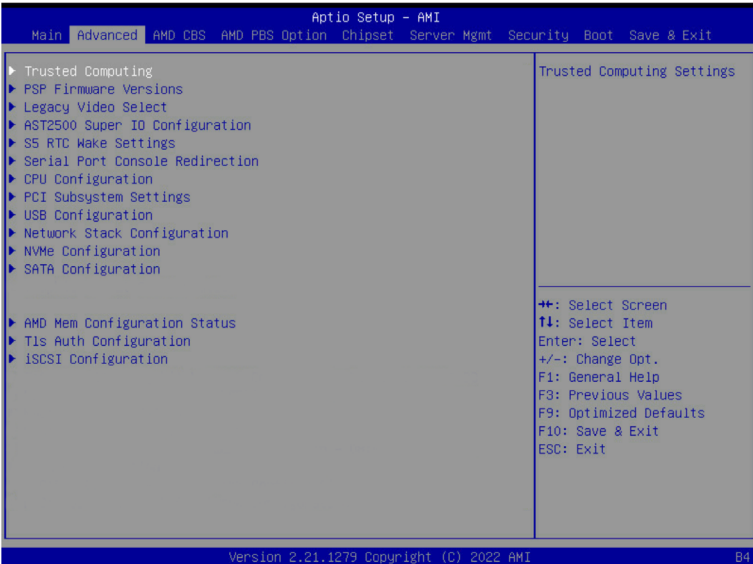 Aptio Setup – AMI
Main Advanced AMD CBS AMD PBS Option Chipset Server Mgmt Security Boot Save & Exit
Trusted Computing
PSP Firmware Versions
Legacy Video Select
AST2500 Super IO Configuration
S5 RTC Wake Settings
Serial Port Console Redirection
CPU Configuration
PCI Subsystem Settings
USB Configuration
Network Stack Configuration
NVMe Configuration
SATA Configuration
AMD Mem Configuration Status
Tls Auth Configuration
iSCSI Configuration
Trusted Computing Settings
→←: Select Screen
↑↓: Select Item
Enter: Select
+/-: Change Opt.
F1: General Help
F3: Previous Values
F9: Optimized Defaults
F10: Save & Exit
ESC: Exit
Version 2.21.1279 Copyright (C) 2022 AMI
B4